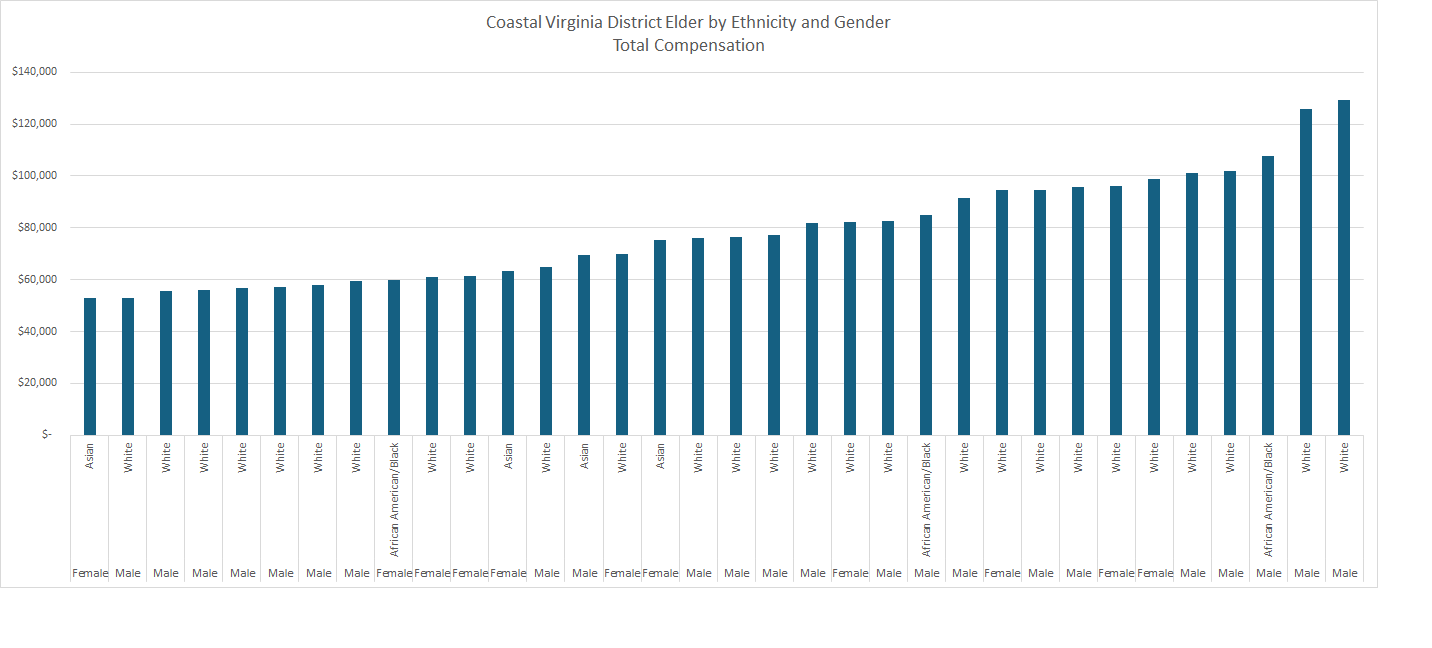 Coastal Virginia District Elder by Ethnicity and Gender
Total Compensation
$140,000
$120,000
$100,000
$80,000
$60,000
$40,000
$20,000
$-
Asian White White White White White White White African American/Black White White Asian White Asian White Asian White White White White White White African American/Black White White White White White White White White African American/Black White White
Female Male Male Male Male Male Male Male Female Female Female Female Male Male Female Female Male Male Male Male Female Male Male Male Female Male Male Female Female Male Male Male Male Male